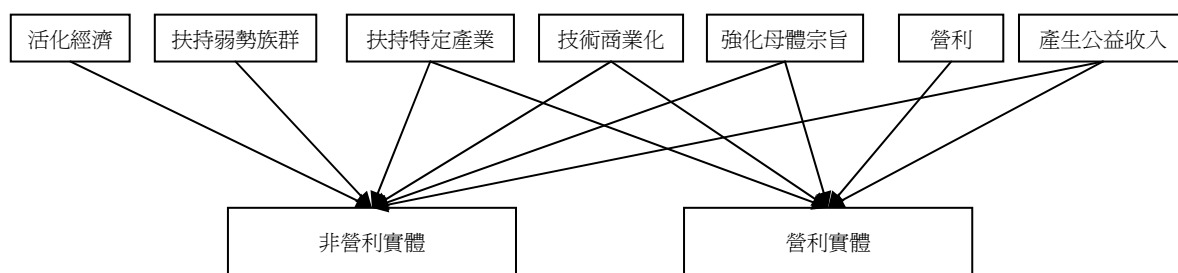 活化經濟
扶持弱勢族群
扶持特定產業
技術商業化
強化母體宗旨
營利
產生公益收入
非營利實體
營利實體